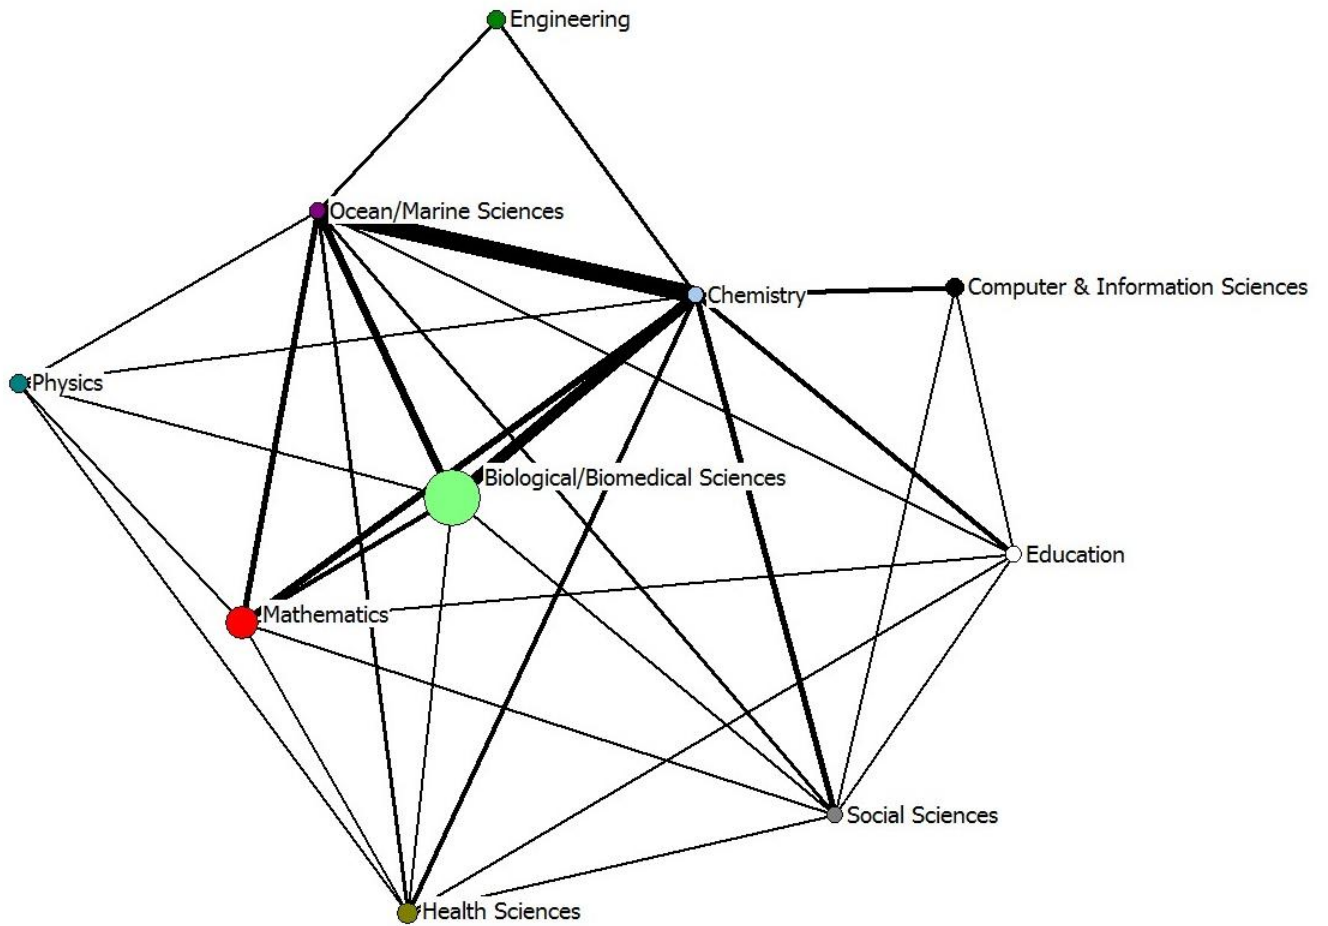 Engineering
Ocean/Marine Sciences
Computer & Information Sciences
Chemistry
Physics
Biological/Biomedical Sciences
Education
Mathematics
Social Sciences
Health Sciences